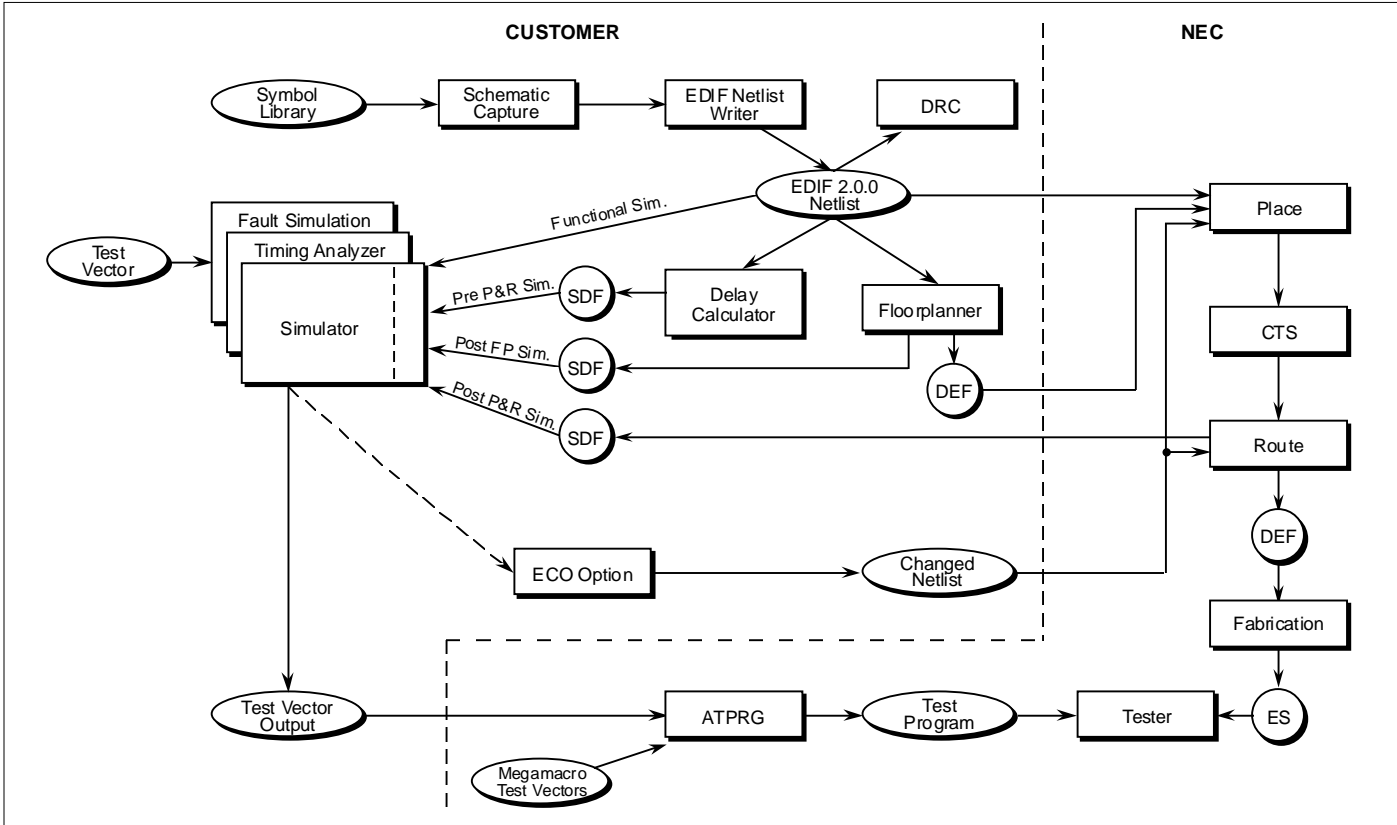 CUSTOMER
NEC
Symbol
Library
Schematic
Capture
EDIF Netlist
Writer
DRC
EDIF 2.0.0
Netlist
Place
Fault Simulation
Functional Sim.
Timing Analyzer
Test
Vector
Simulator
Pre P&R Sim.
SDF
Delay
Calculator
Floorplanner
CTS
Post FP Sim.
SDF
DEF
Post P&R Sim.
SDF
Route
DEF
ECO Option
Changed
Netlist
Fabrication
Test Vector
Output
ATPRG
Test
Program
Tester
ES
Megamacro
Test Vectors